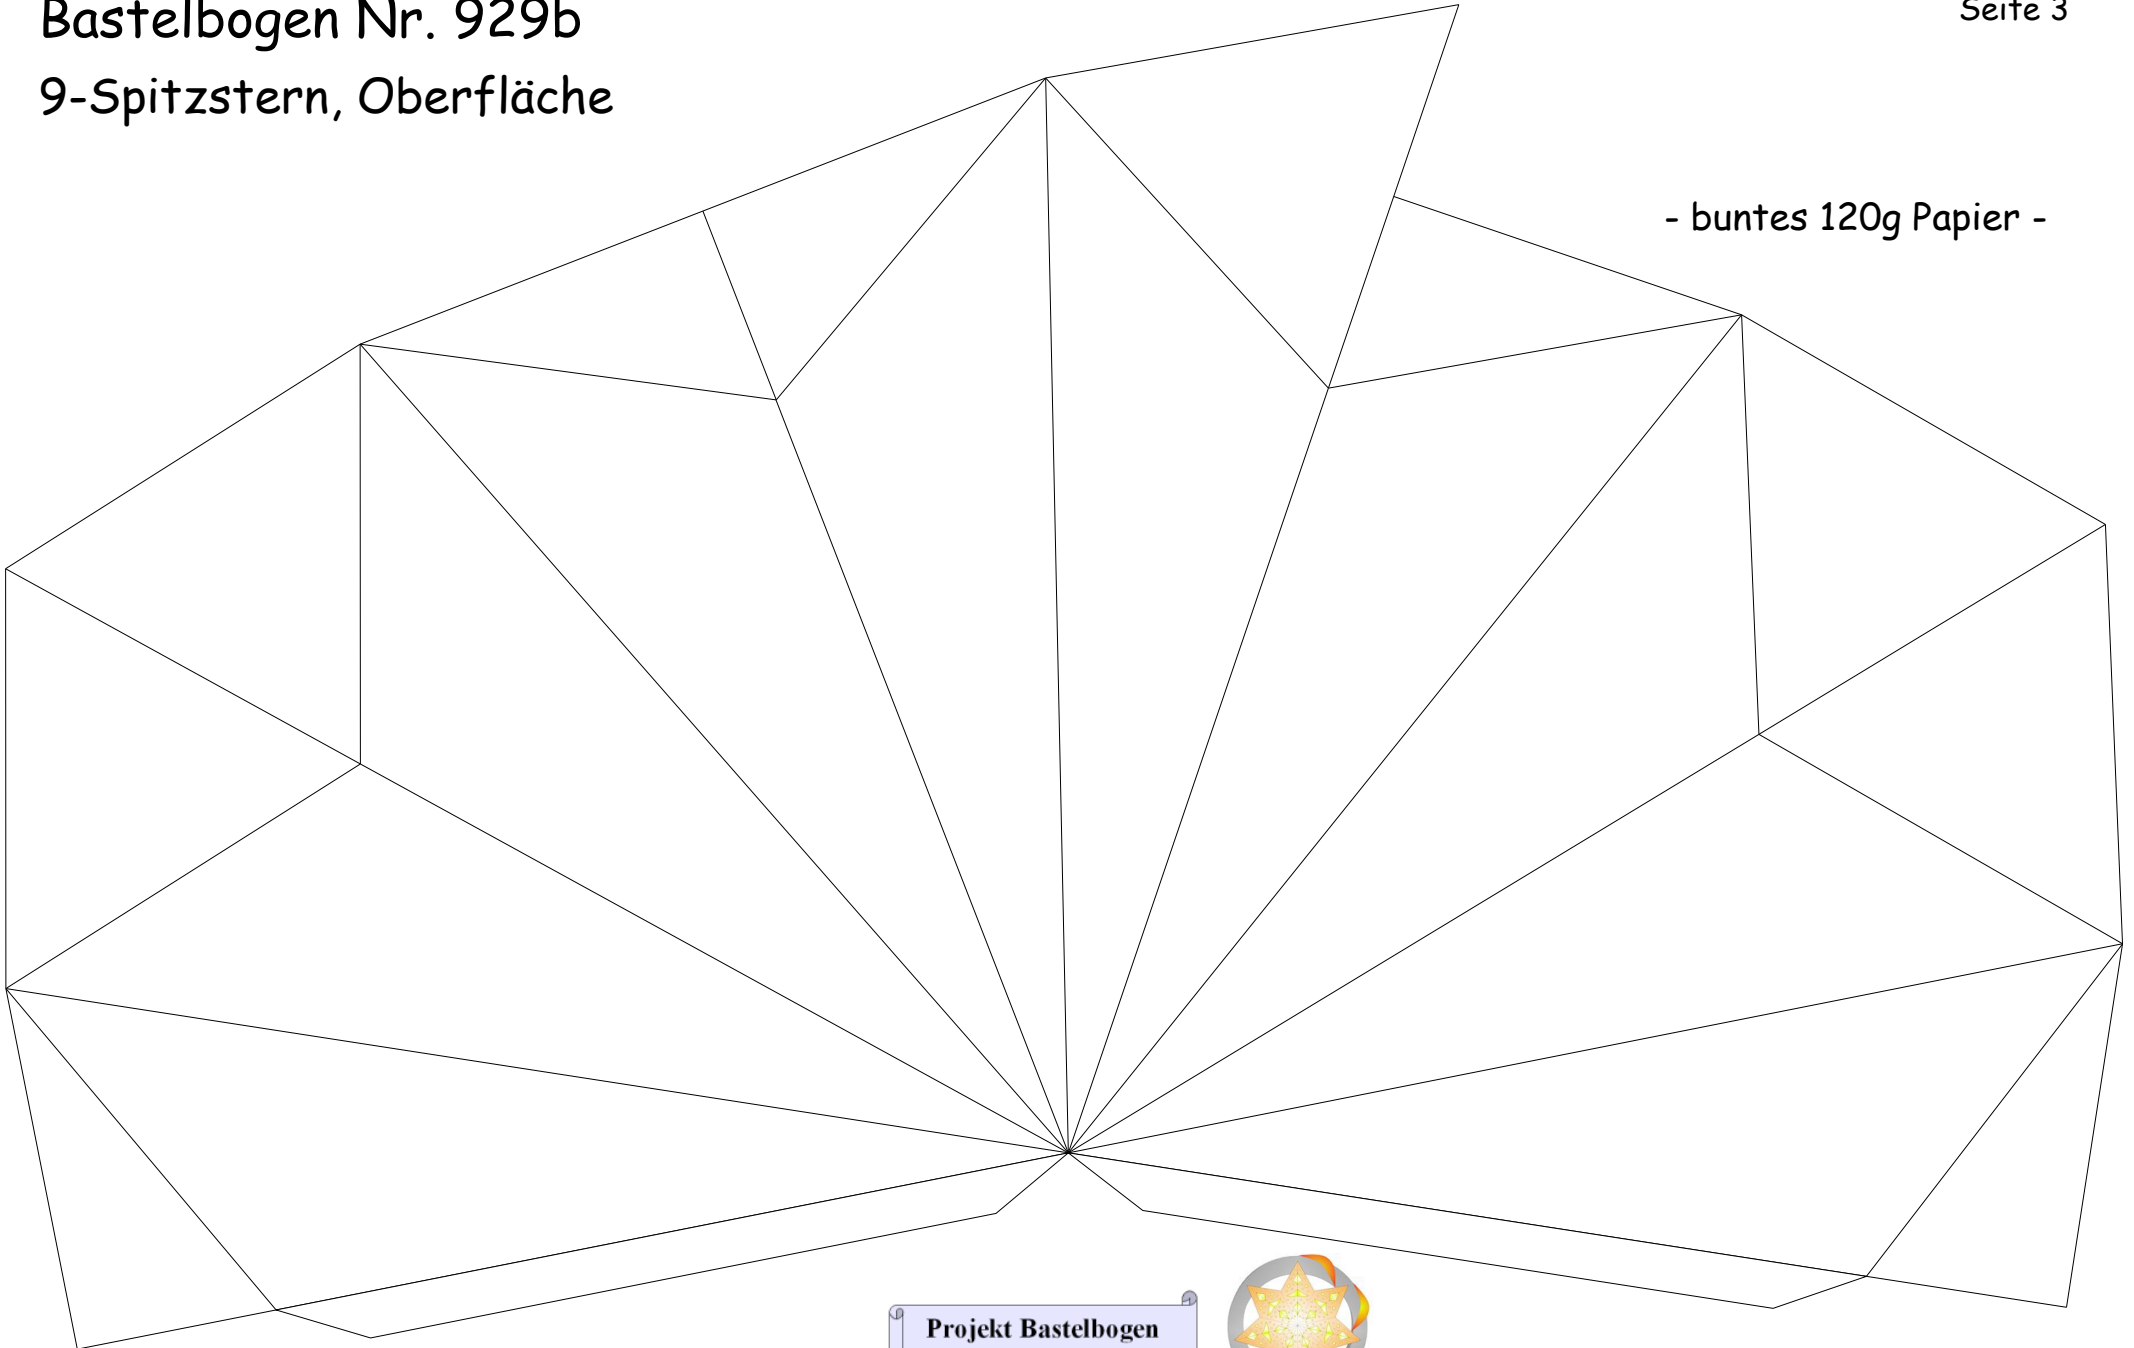 Bastelbogen Nr. 929b
Seite 3
9-Spitzstern, Oberfläche
- buntes 120g Papier -
Projekt Bastelbogen